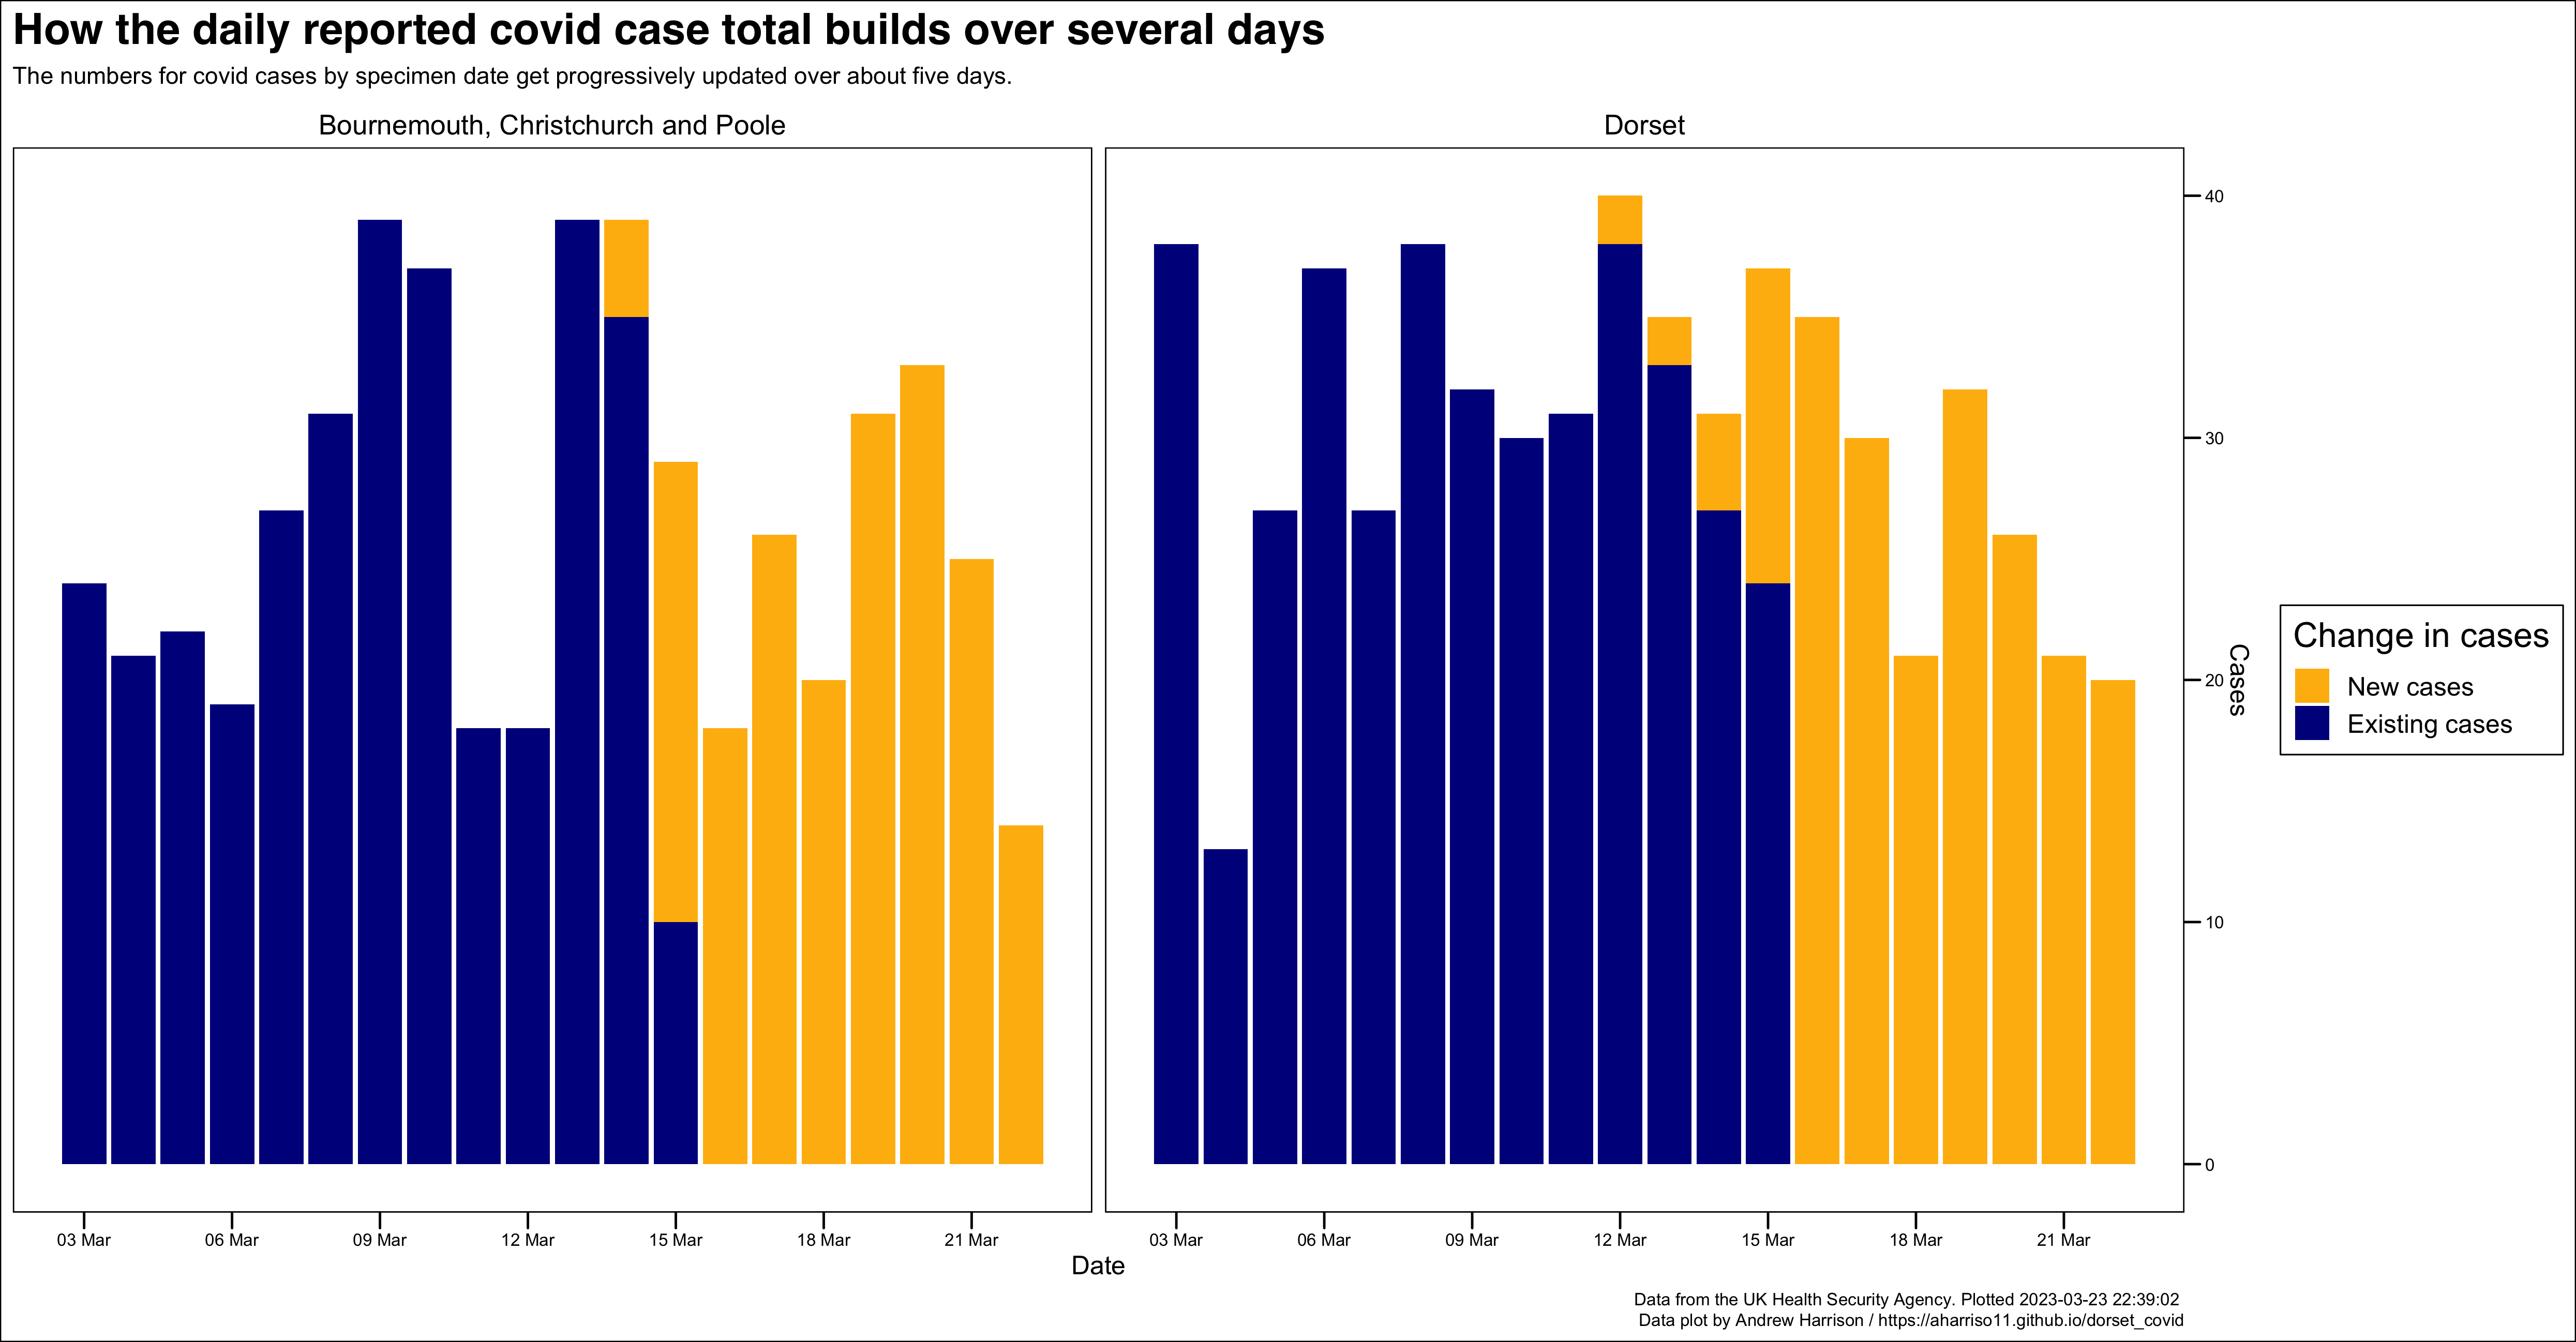 How the daily reported covid case total builds over several days
The numbers for covid cases by specimen date get progressively updated over about five days.
Bournemouth, Christchurch and Poole
Dorset
40
30
20
10
0
Cases
Change in cases
New cases
Existing cases
03 Mar 06 Mar 09 Mar 12 Mar 15 Mar 18 Mar 21 Mar
03 Mar 06 Mar 09 Mar 12 Mar 15 Mar 18 Mar 21 Mar
Date
Data from the UK Health Security Agency. Plotted 2023-03-23 22:39:02
Data plot by Andrew Harrison / https://aharriso11.github.io/dorset_covid